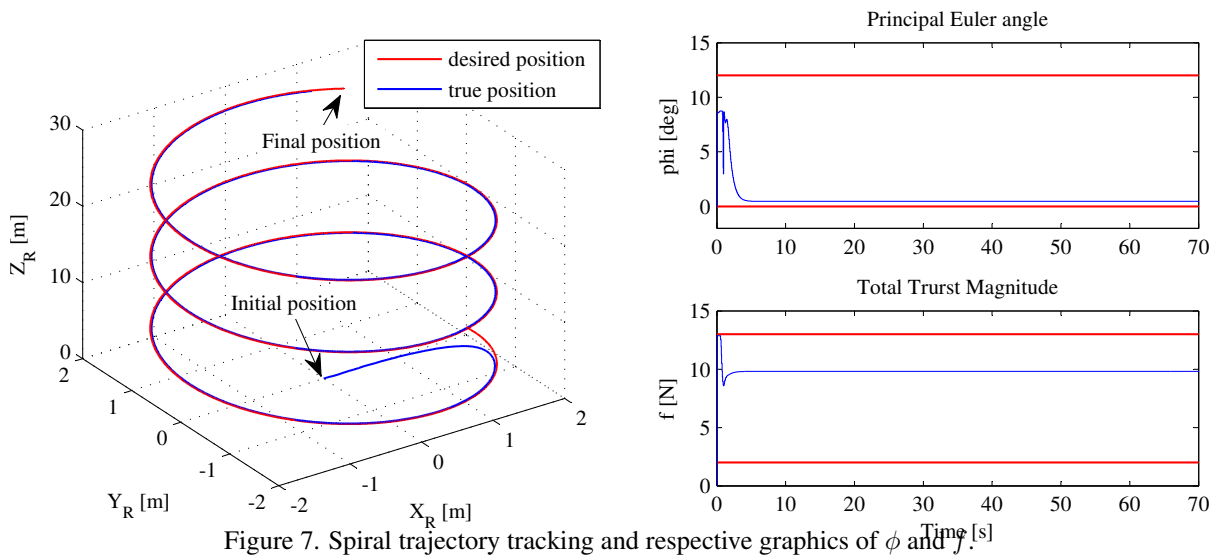 desired position
true position
Final position
Initial position
30
20
10
0
Z_R [m]
2
1
0
-1
-2
Y_R [m]
-2
-1
0
1
2
X_R [m]
Principal Euler angle
15
10
5
0
phi [deg]
0 10 20 30 40 50 60 70
Total Trurst Magnitude
15
10
5
0
f [N]
0 10 20 30 40 50 60 70
Time [s]
Figure 7. Spiral trajectory tracking and respective graphics of ϕ and f.